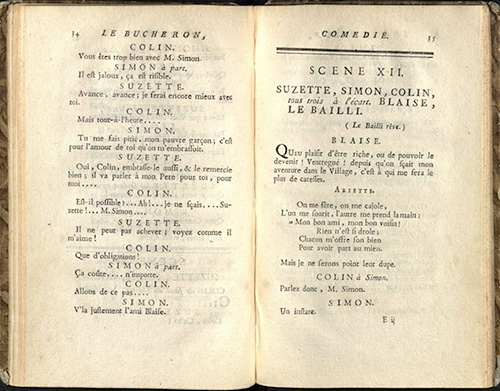 34 LE BUCHERON,
COLIN.
Vous êtes trop bien avec M. Simon.
SIMON à part.
Il est jaloux, ça est risible.
SUZETTE.
Avance, avance; je ferai encore mieux avec
toi.
COLIN.
Mais tout-à-l'heure....
SIMON.
Tu me fais pitié, mon pauvre garçon; c'est
pour l'amour de toi qu'on m'embrassoit.
SUZETTE.
Oui, Colin, embrasse-le aussi, & le remercie
bien; il va parler à mon Pere pour toi, pour
moi....
COLIN.
Est-il possible?... Ah!... je ne sçais.... Su-
zette!... M. Simon....
SUZETTE.
Il ne peut pas achever; voyez comme il
m'aime!
COLIN.
Que d'obligations!
SIMON à part.
Ça coûte.... n'importe.
COLIN.
Allons de ce pas....
SIMON.
V'la justement l'ami Blaise.
COMEDIE. 35
SCENE XII.
SUZETTE, SIMON, COLIN,
tous trois à l'écart. BLAISE,
LE BAILLI.
( Le Bailli rêve. )
BLAISE.
QUEU plaisir d'être riche, ou de pouvoir le
devenir! Ventregué! depuis qu'on sçait mon
aventure dans le Village, c'est à qui me fera le
plus de caresses.
ARIETTE.
On me fête, on me cajole,
L'un me sourit, l'autre me prend la main:
» Mon bon ami, mon bon voisin!
Rien n'est si drole;
Chacun m'offre son bien
Pour avoir part au mien.
Mais je ne serons point leur dupe.
COLIN à Simon.
Parlez donc, M. Simon.
SIMON.
Un instant.
E ij